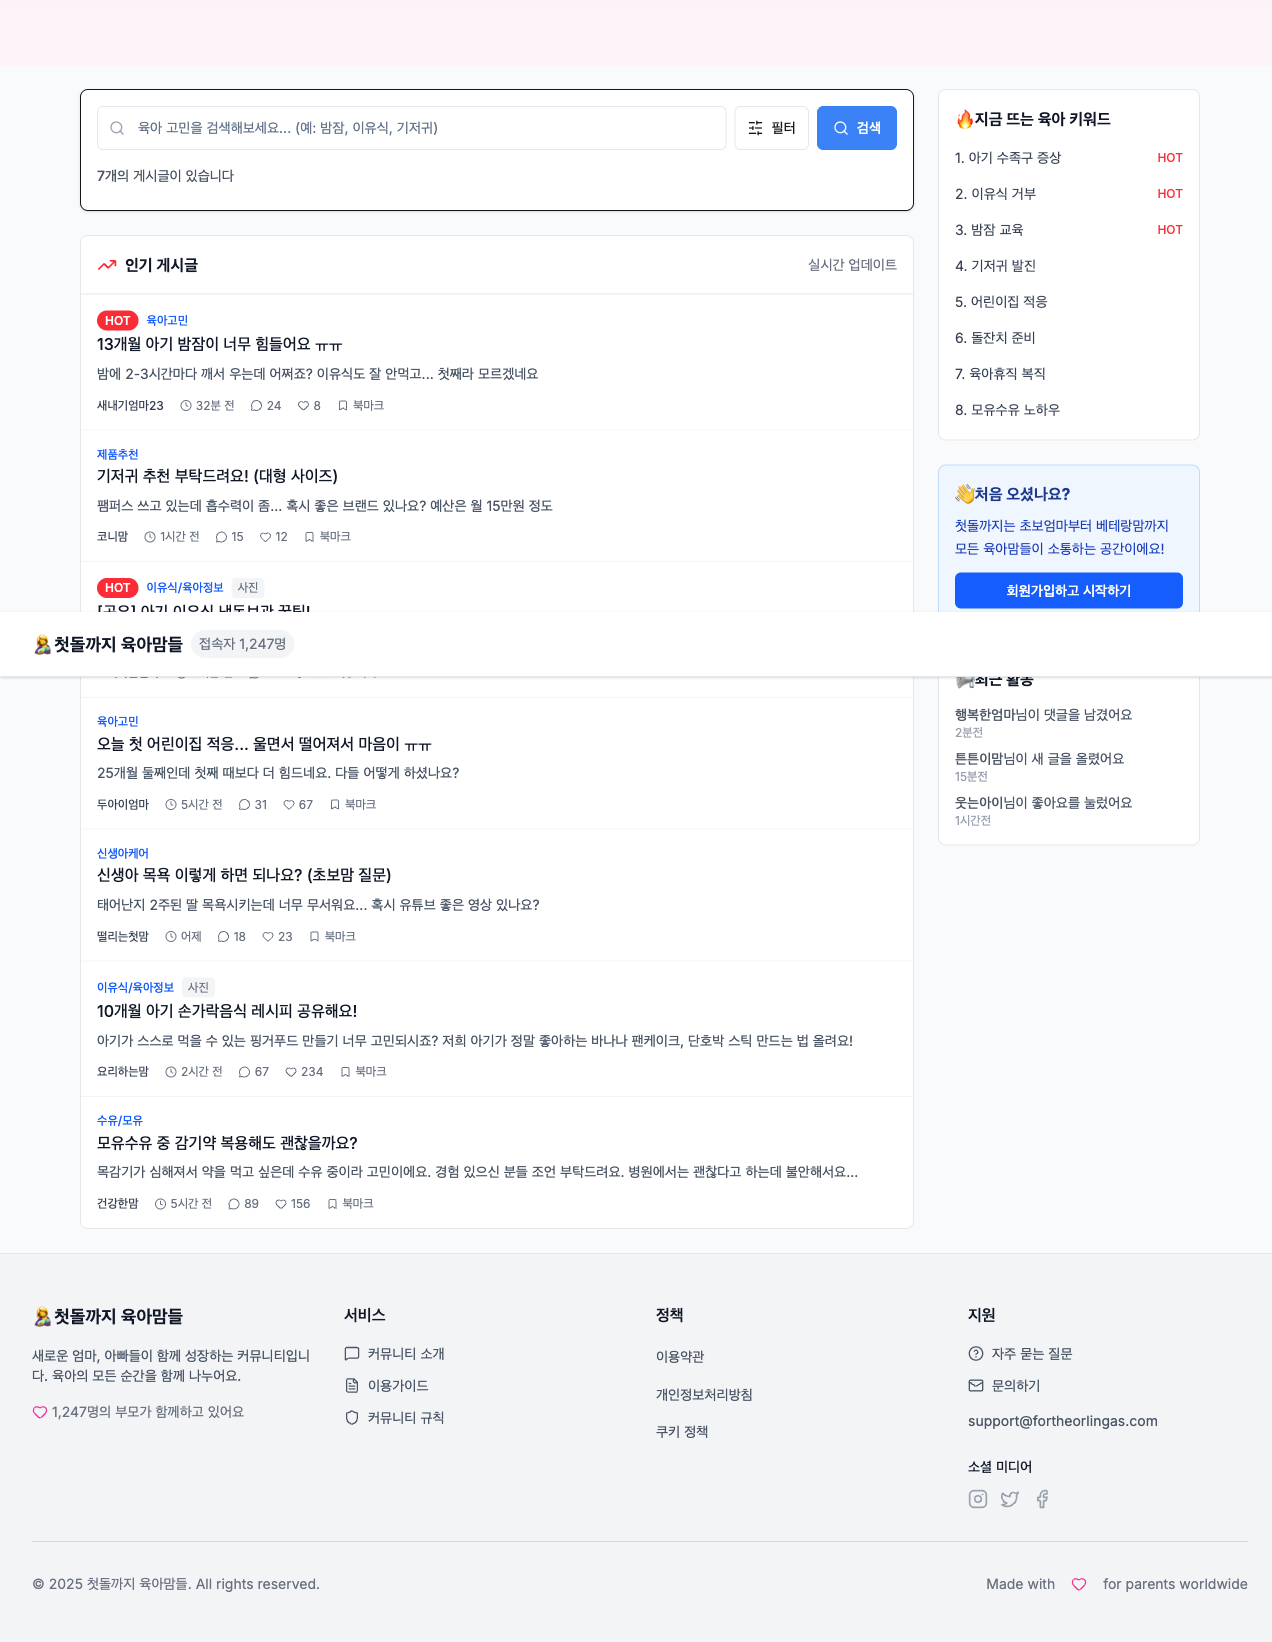 육아 고민을 검색해보세요... (예: 밤잠, 이유식, 기저귀)
필터
검색
7개의 게시글이 있습니다
인기 게시글
실시간 업데이트
HOT 육아고민
13개월 아기 밤잠이 너무 힘들어요 ㅠㅠ
밤에 2-3시간마다 깨서 우는데 어쩌죠? 이유식도 잘 안먹고... 첫째라 모르겠네요
새내기엄마23 32분 전 24 8 북마크
제품추천
기저귀 추천 부탁드려요! (대형 사이즈)
팸퍼스 쓰고 있는데 흡수력이 좀... 혹시 좋은 브랜드 있나요? 예산은 월 15만원 정도
코니맘 1시간 전 15 12 북마크
HOT 이유식/육아정보 사진
[공유] 아기 이유식 냉동보관 꿀팁!
육아고민
오늘 첫 어린이집 적응... 울면서 떨어져서 마음이 ㅠㅠ
25개월 둘째인데 첫째 때보다 더 힘드네요. 다들 어떻게 하셨나요?
두아이엄마 5시간 전 31 67 북마크
신생아케어
신생아 목욕 이렇게 하면 되나요? (초보맘 질문)
태어난지 2주된 딸 목욕시키는데 너무 무서워요... 혹시 유튜브 좋은 영상 있나요?
떨리는첫맘 어제 18 23 북마크
이유식/육아정보 사진
10개월 아기 손가락음식 레시피 공유해요!
아기가 스스로 먹을 수 있는 핑거푸드 만들기 너무 고민되시죠? 저희 아기가 정말 좋아하는 바나나 팬케이크, 단호박 스틱 만드는 법 올려요!
요리하는맘 2시간 전 67 234 북마크
수유/모유
모유수유 중 감기약 복용해도 괜찮을까요?
목감기가 심해져서 약을 먹고 싶은데 수유 중이라 고민이에요. 경험 있으신 분들 조언 부탁드려요. 병원에서는 괜찮다고 하는데 불안해서요...
건강한맘 5시간 전 89 156 북마크
지금 뜨는 육아 키워드
1. 아기 수족구 증상 HOT
2. 이유식 거부 HOT
3. 밤잠 교육 HOT
4. 기저귀 발진
5. 어린이집 적응
6. 돌잔치 준비
7. 육아휴직 복직
8. 모유수유 노하우
처음 오셨나요?
첫돌까지는 초보엄마부터 베테랑맘까지
모든 육아맘들이 소통하는 공간이에요!
회원가입하고 시작하기
첫돌까지 육아맘들 접속자 1,247명
최근 활동
행복한엄마님이 댓글을 남겼어요
2분전
튼튼이맘님이 새 글을 올렸어요
15분전
웃는아이님이 좋아요를 눌렀어요
1시간전
첫돌까지 육아맘들
새로운 엄마, 아빠들이 함께 성장하는 커뮤니티입니
다. 육아의 모든 순간을 함께 나누어요.
1,247명의 부모가 함께하고 있어요
서비스
커뮤니티 소개
이용가이드
커뮤니티 규칙
정책
이용약관
개인정보처리방침
쿠키 정책
지원
자주 묻는 질문
문의하기
support@fortheorlingas.com
소셜 미디어
© 2025 첫돌까지 육아맘들. All rights reserved.
Made with for parents worldwide